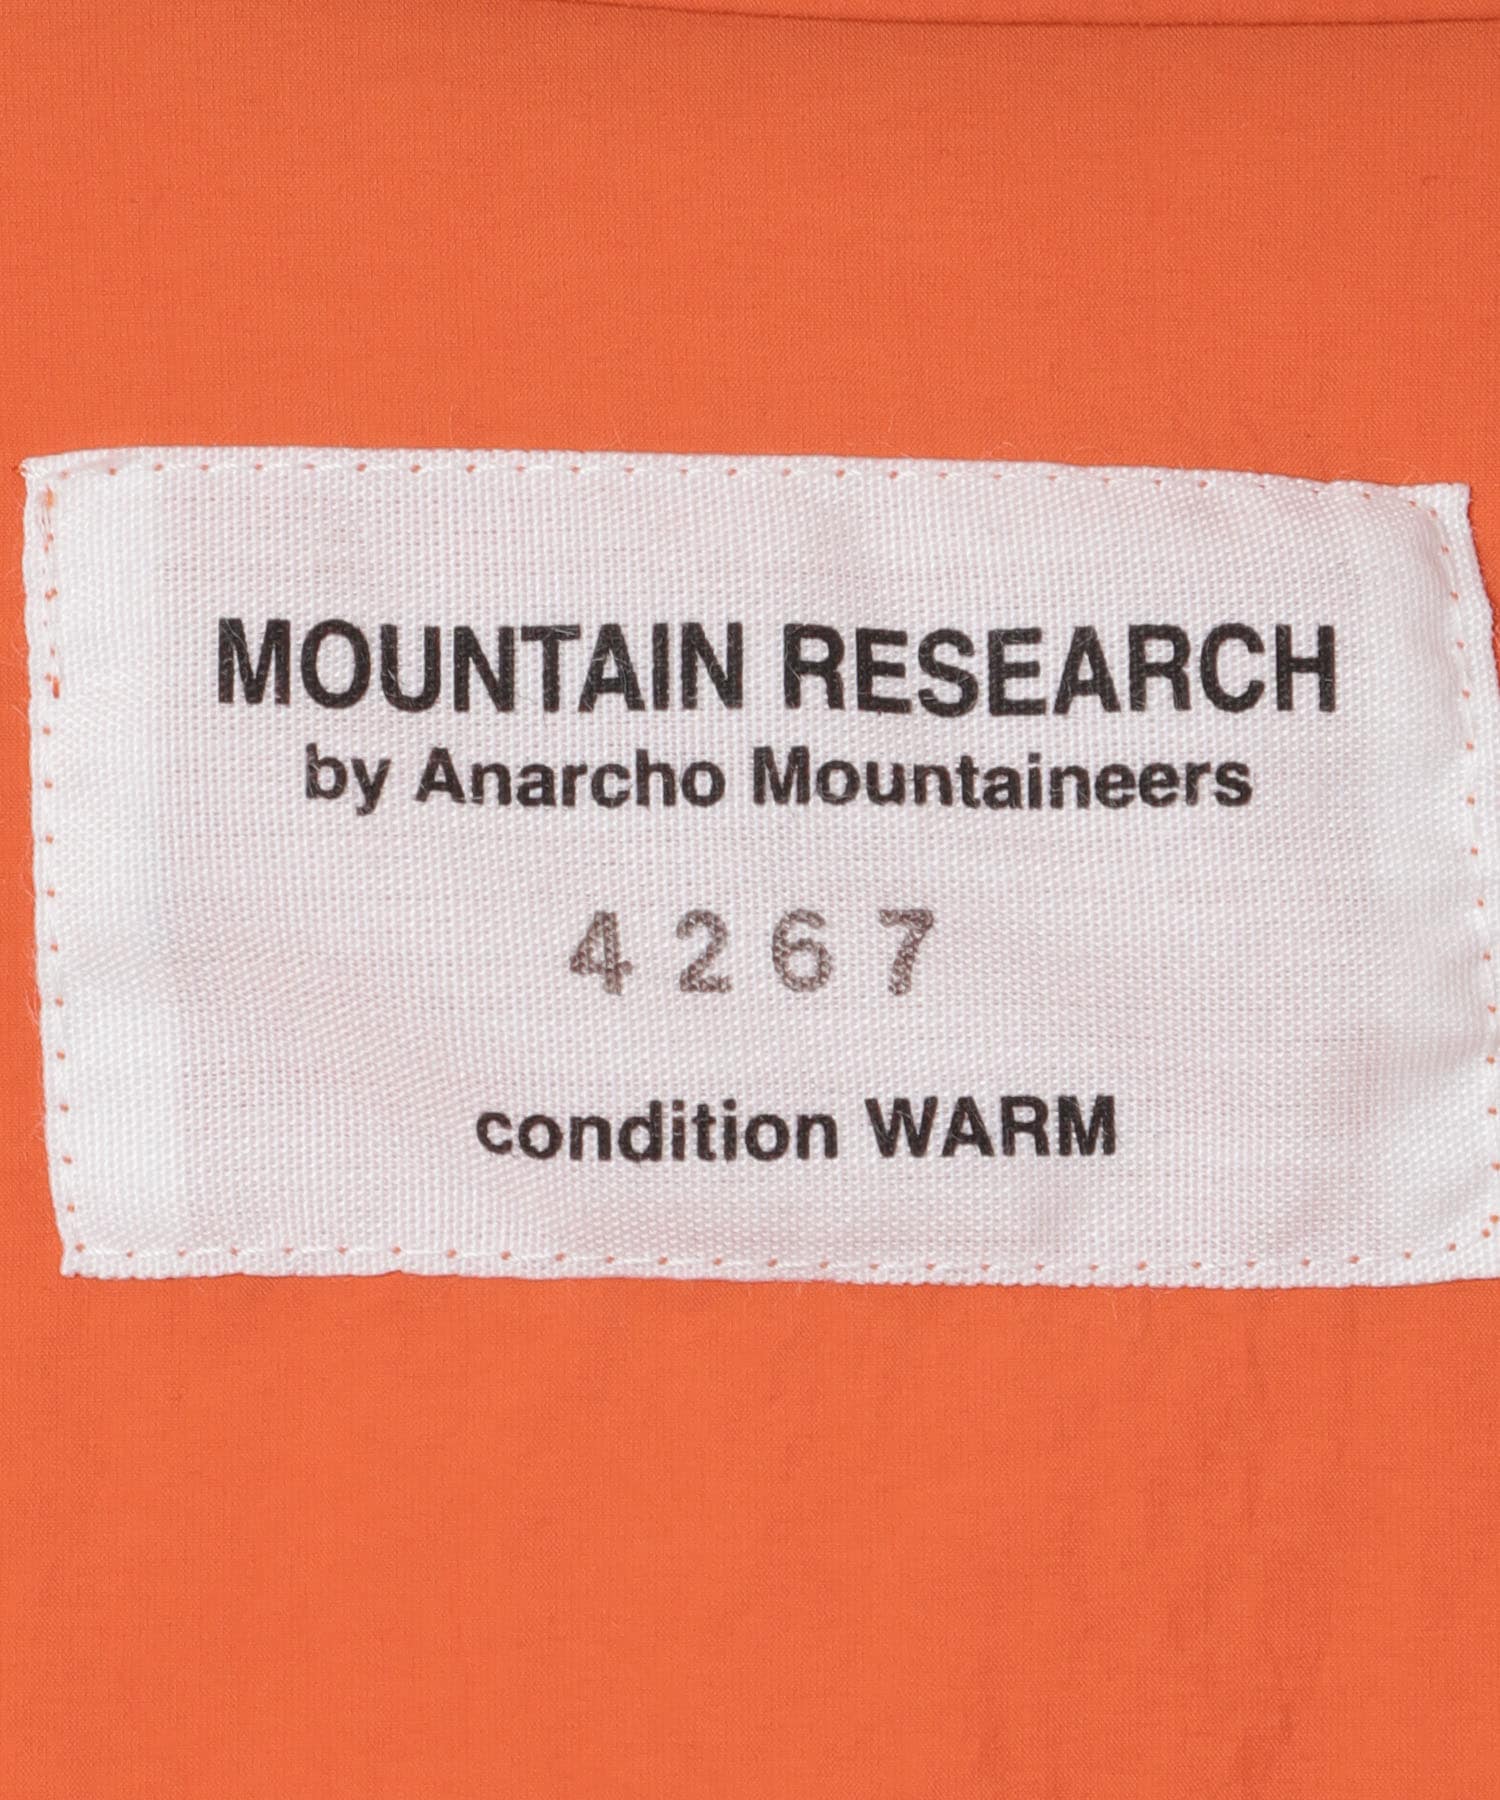 MOUNTAIN RESEARCH
by Anarcho Mountaineers
4267
condition WARM